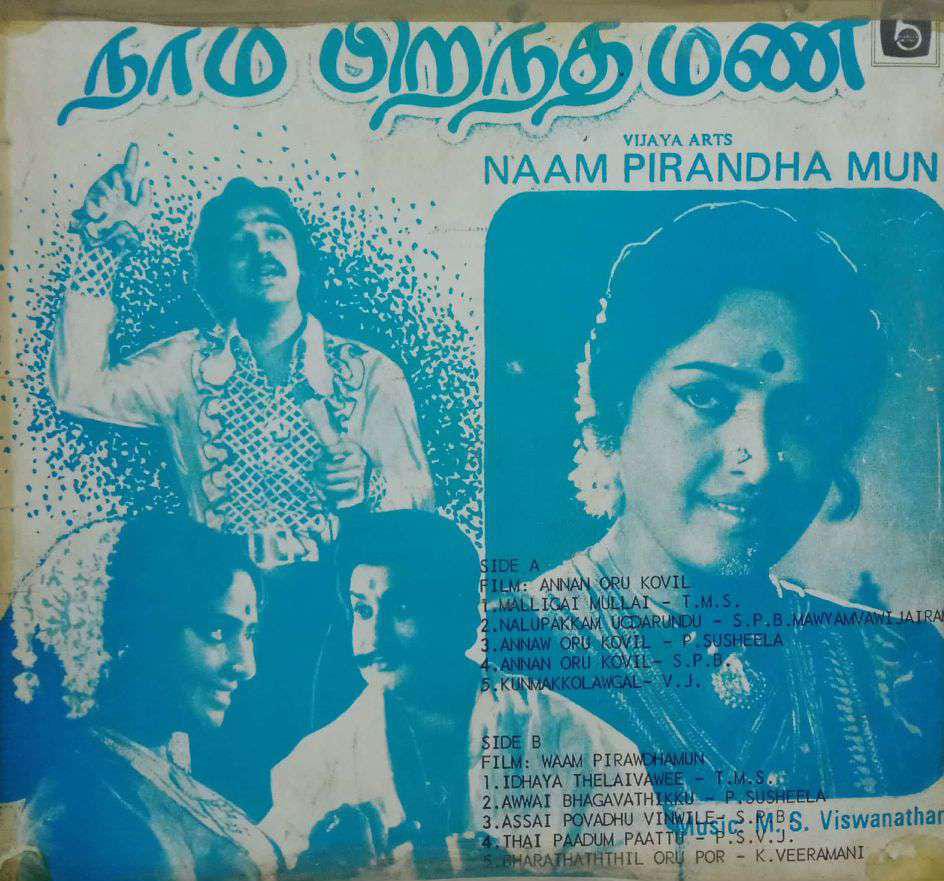 நாம் பிறந்த மண்
VIJAYA ARTS
NAAM PIRANDHA MUN
SIDE A
FILM: ANNAN ORU KOVIL
1.MALLIGAI MULLAI - T.M.S.
2.NALUPAKKAM UGDARUNDU - S.P.B.MAWYAMVAWIJAIRAM
3.ANNAW ORU KOVIL - P.SUSHEELA
4.ANNAN ORU KOVIL- S.P.B.
5.KUNMAKKOLAWGAL- V.J.
SIDE B
FILM: WAAM PIRAWDHAMUN
1.IDHAYA THELAIVAWEE - T.M.S.
2.AWWAI BHAGAVATHIKKU - P.SUSHEELA
3.ASSAI POVADHU VINWILE- S.P.B
Music: M. S. Viswanathan
4.THAI PAADUM PAATTU - P.S.V.J.
5.BHARATHATHTHIL ORU POR - K.VEERAMANI